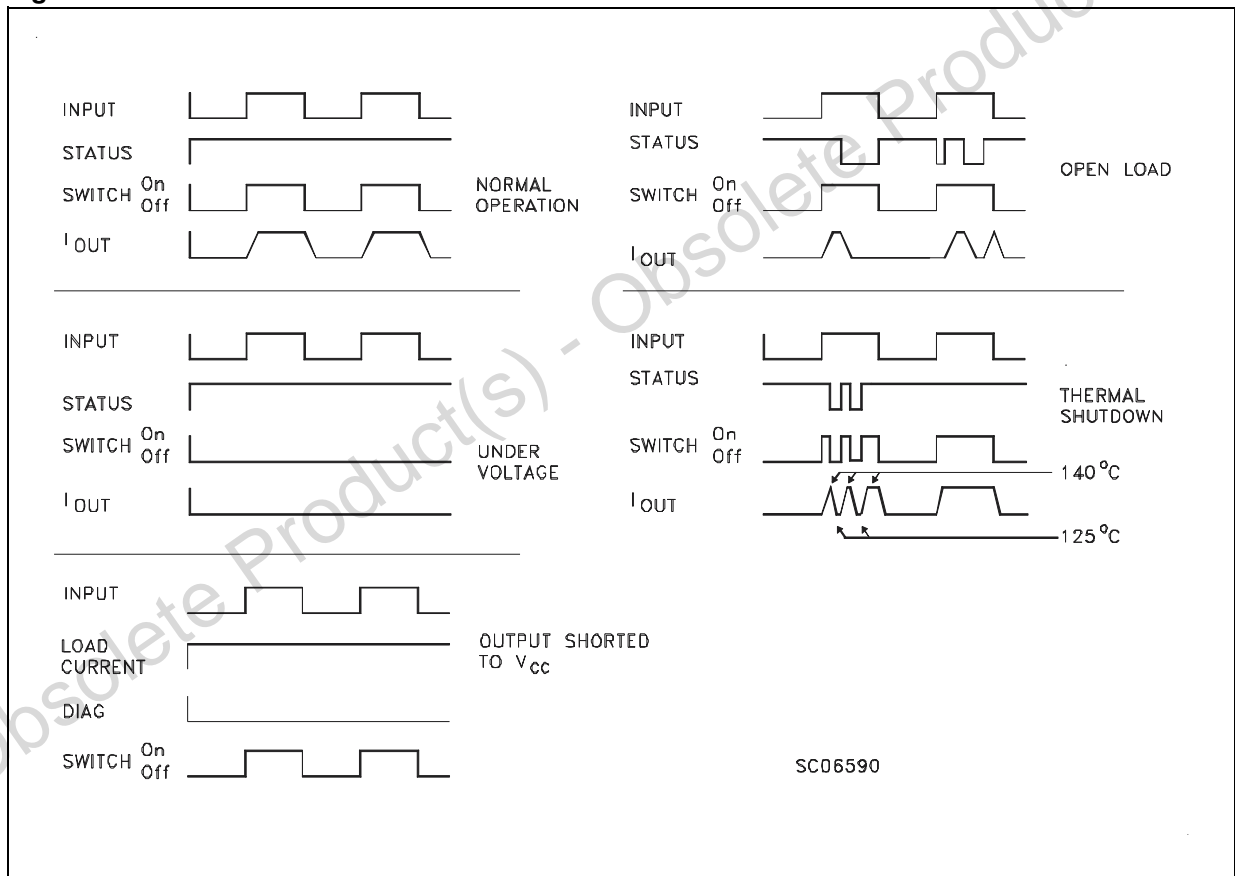 INPUT
STATUS
SWITCH On
Off
I OUT
NORMAL
OPERATION
INPUT
STATUS
SWITCH On
Off
I OUT
OPEN LOAD
INPUT
STATUS
SWITCH On
Off
I OUT
UNDER
VOLTAGE
INPUT
STATUS
SWITCH On
Off
I OUT
THERMAL
SHUTDOWN
140 °C
125 °C
INPUT
LOAD
CURRENT
DIAG
SWITCH On
Off
OUTPUT SHORTED
TO VCC
SC06590
Obsolete Product(s) - Obsolete Product